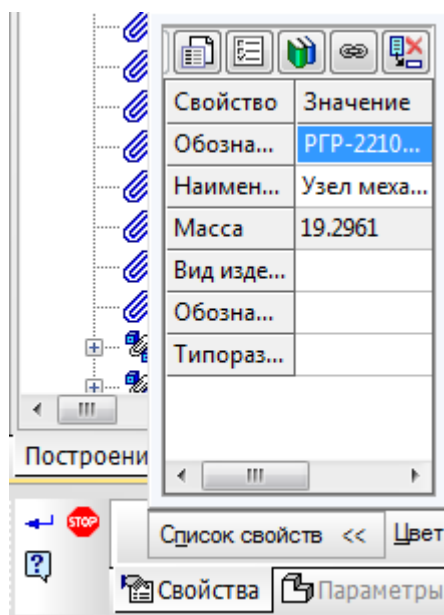 Свойство Значение
Обозна... РГР-2210...
Наимен... Узел меха...
Масса 19.2961
Вид изде...
Обозна...
Типораз...
Построени
STOP
Список свойств << Цвет
Свойства Параметры